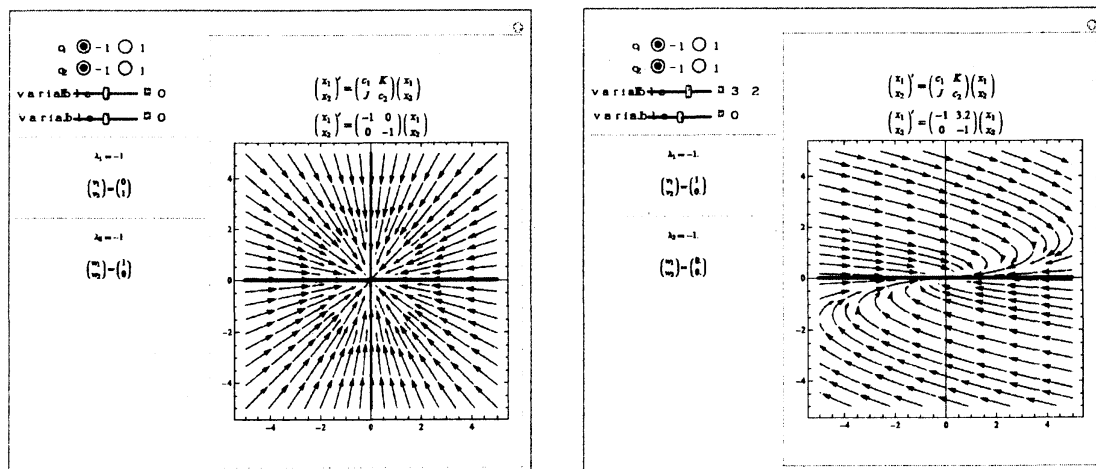 c₁ -1 1
c₂ -1 1
variable 0
variable 0
λ₁=-1
(v₁ v₂)=(0 1)
λ₂=-1
(w₁ w₂)=(1 0)
(x₁ x₂)'=(c₁ K J c₂)(x₁ x₂)
(x₁ x₂)'=(-1 0 0 -1)(x₁ x₂)
4
2
0
-2
-4
-4 -2 0 2 4
c₁ -1 1
c₂ -1 1
variable 3 2
variable 0
λ₁=-1.
(v₁ v₂)=(1 0.)
λ₂=-1.
(w₁ w₂)=(0. 0.)
(x₁ x₂)'=(c₁ K J c₂)(x₁ x₂)
(x₁ x₂)'=(-1 3.2 0 -1)(x₁ x₂)
4
2
0
-2
-4
-4 -2 0 2 4